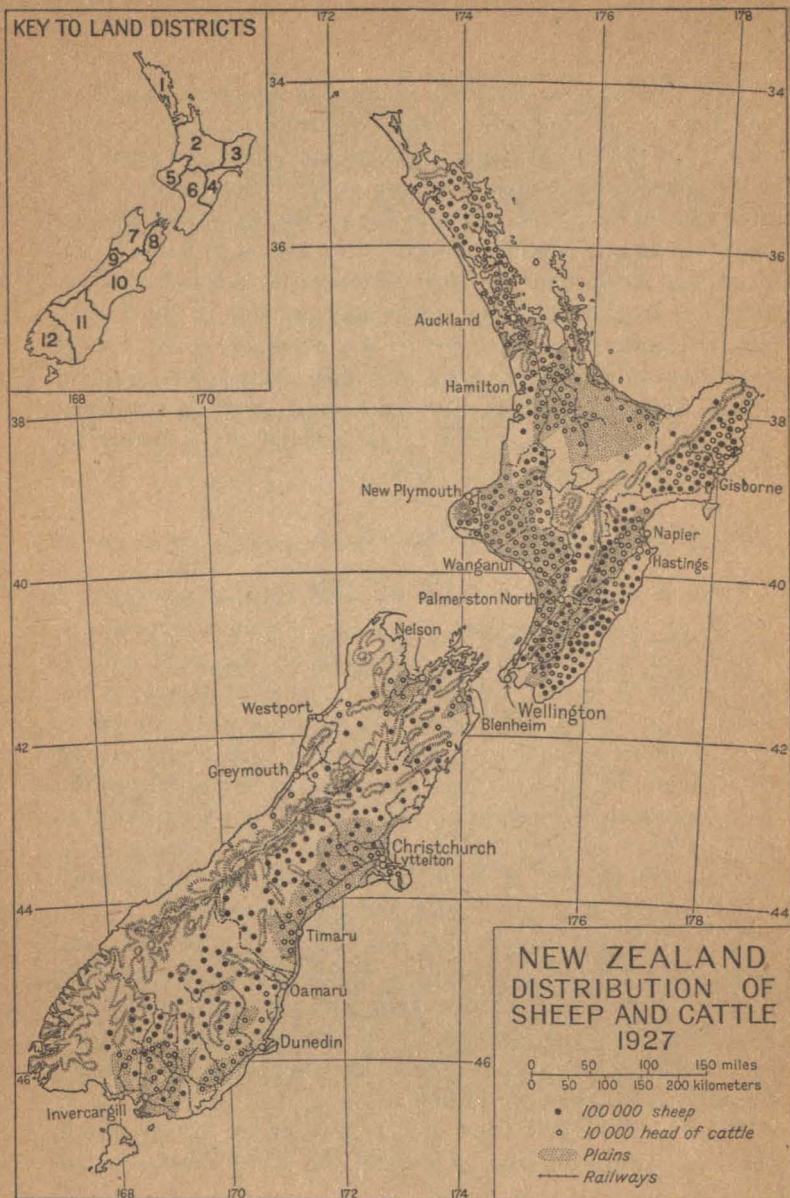 KEY TO LAND DISTRICTS
1
2
3
5
6
4
7
8
9
10
11
12
172
174
176
178
34
34
36
36
168
170
38
38
40
40
42
42
44
176
178
44
46
46
168
170
172
174
Auckland
Hamilton
New Plymouth
Gisborne
Napier
Wanganui
Hastings
Palmerston North
Nelson
Wellington
Westport
Blenheim
Greymouth
Christchurch
Lyttelton
Timaru
Oamaru
Dunedin
Invercargill
NEW ZEALAND
DISTRIBUTION OF
SHEEP AND CATTLE
1927
0 50 100 150 miles
0 50 100 150 200 kilometers
100 000 sheep
10 000 head of cattle
Plains
Railways